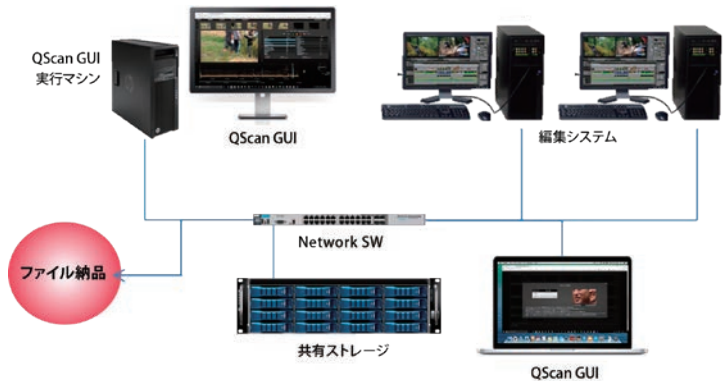 QScan GUI
実行マシン
QScan GUI
編集システム
Network SW
ファイル納品
共有ストレージ
QScan GUI